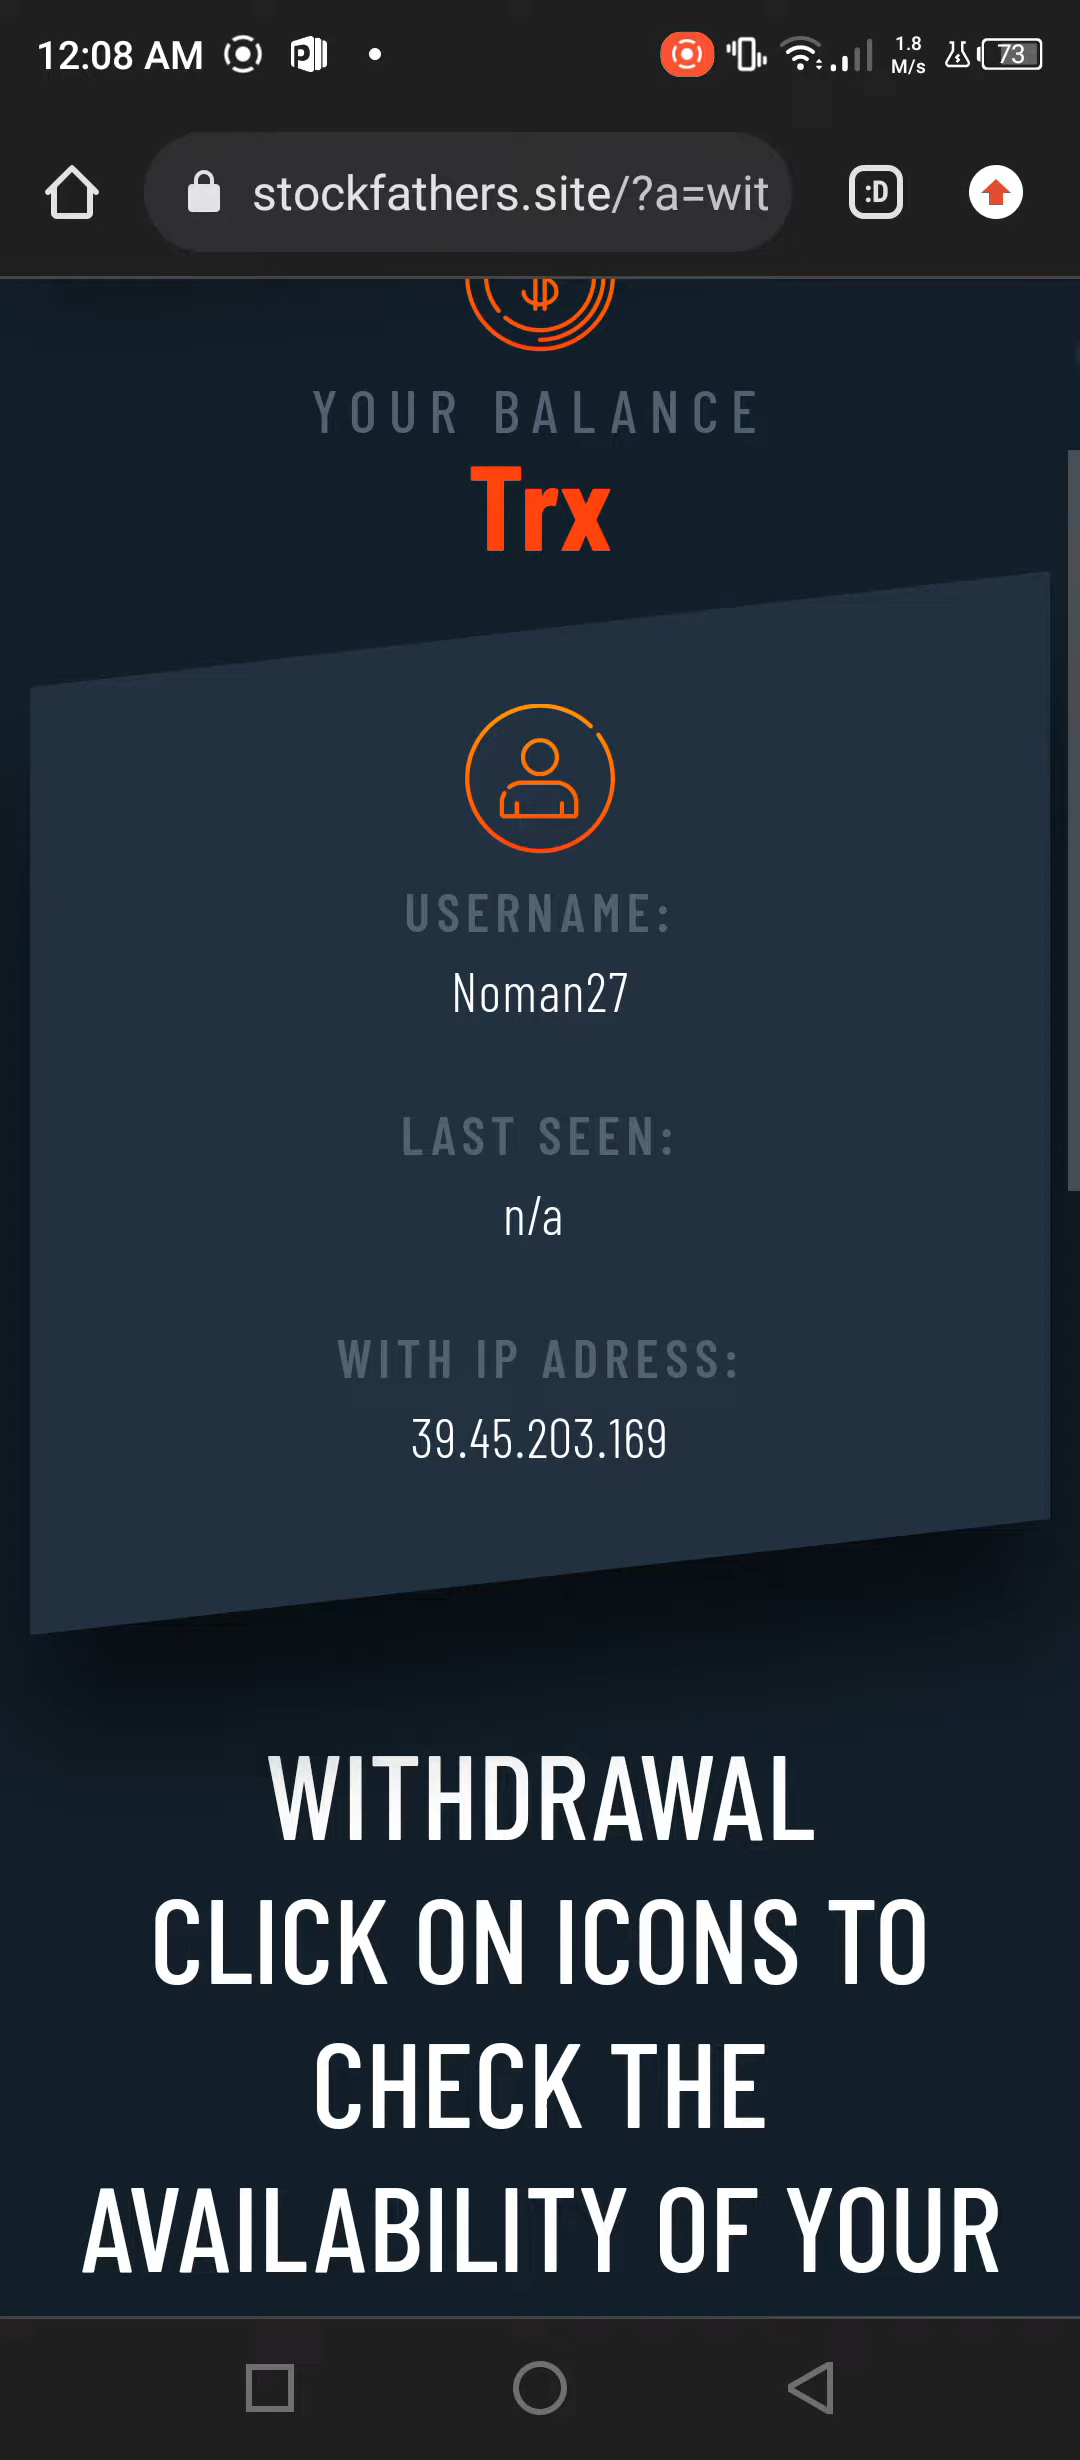 12:08 AM
1.8
M/s
73
stockfathers.site/?a=wit
:D
YOUR BALANCE
Trx
USERNAME:
Noman27
LAST SEEN:
n/a
WITH IP ADRESS:
39.45.203.169
WITHDRAWAL
CLICK ON ICONS TO
CHECK THE
AVAILABILITY OF YOUR